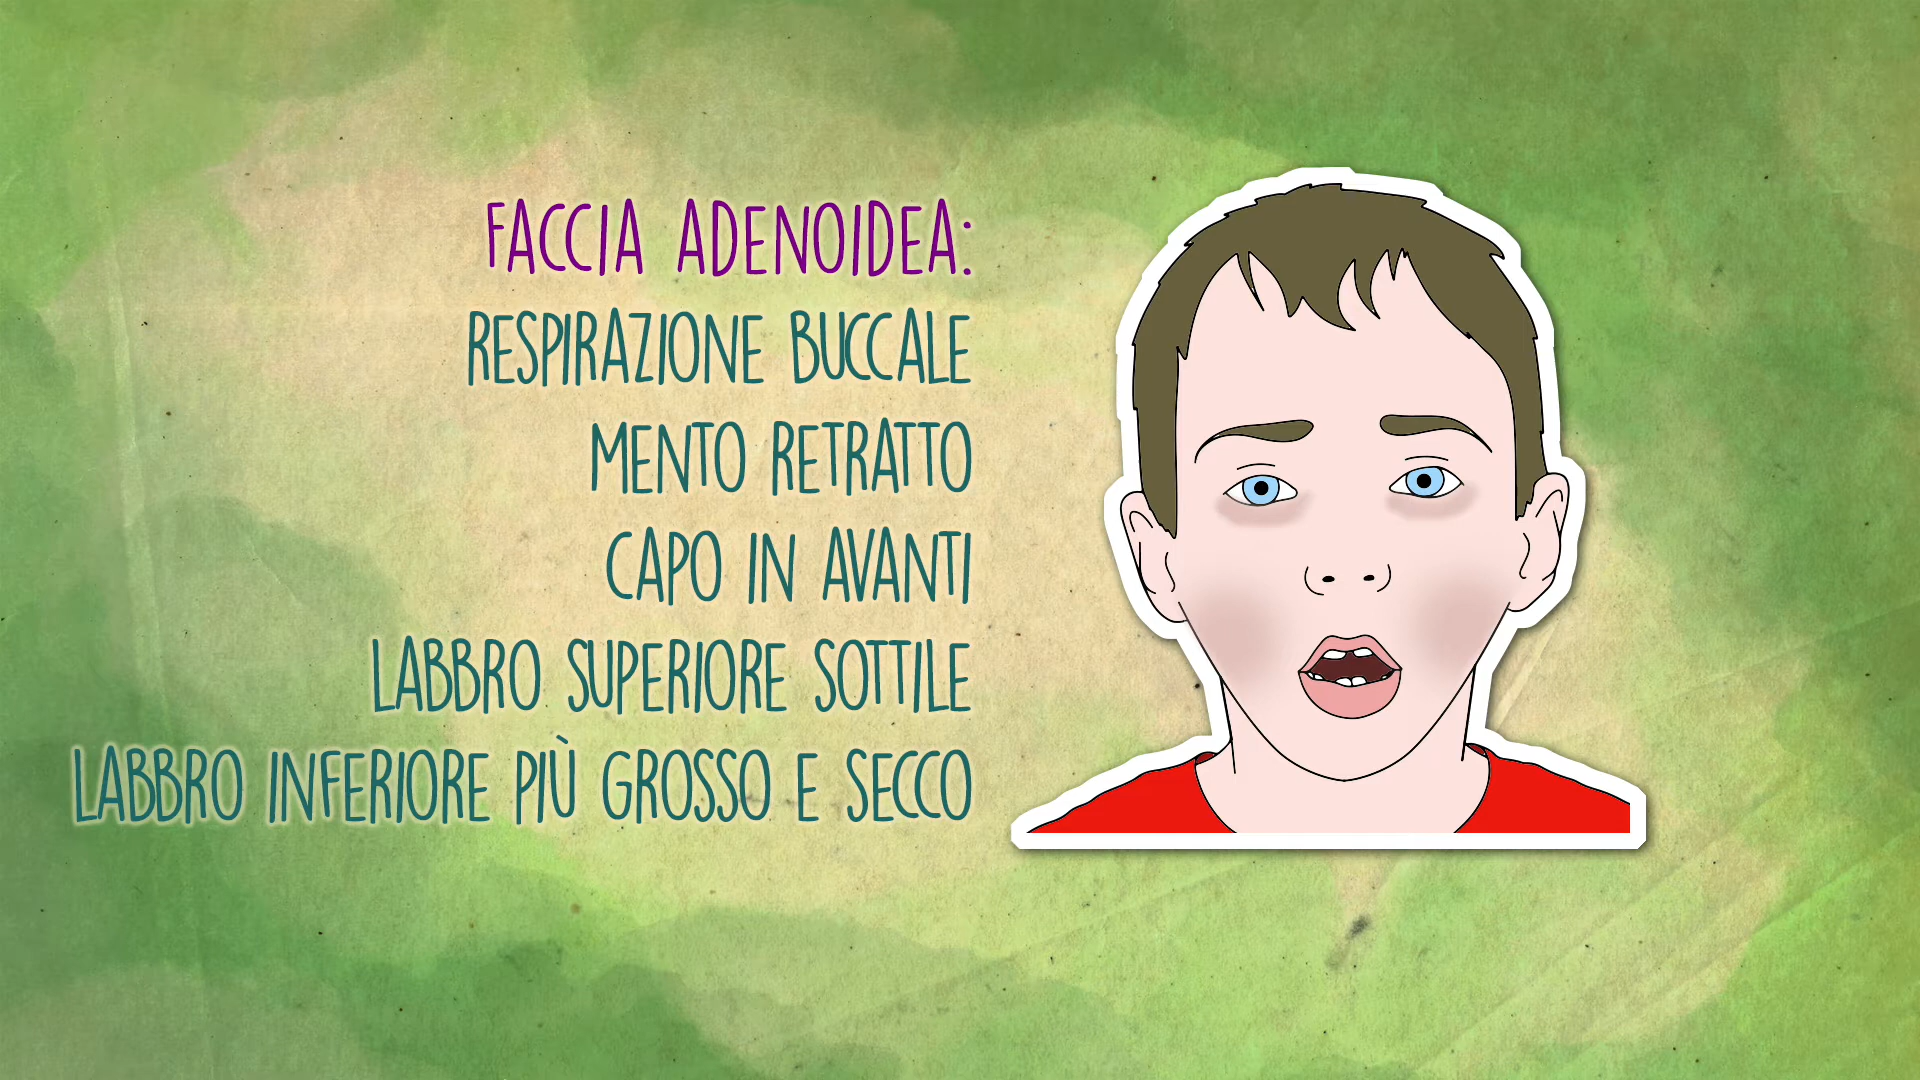 FACCIA ADENOIDEA:
RESPIRAZIONE BUCCALE
MENTO RETRATTO
CAPO IN AVANTI
LABBRO SUPERIORE SOTTILE
LABBRO INFERIORE PIÙ GROSSO E SECCO